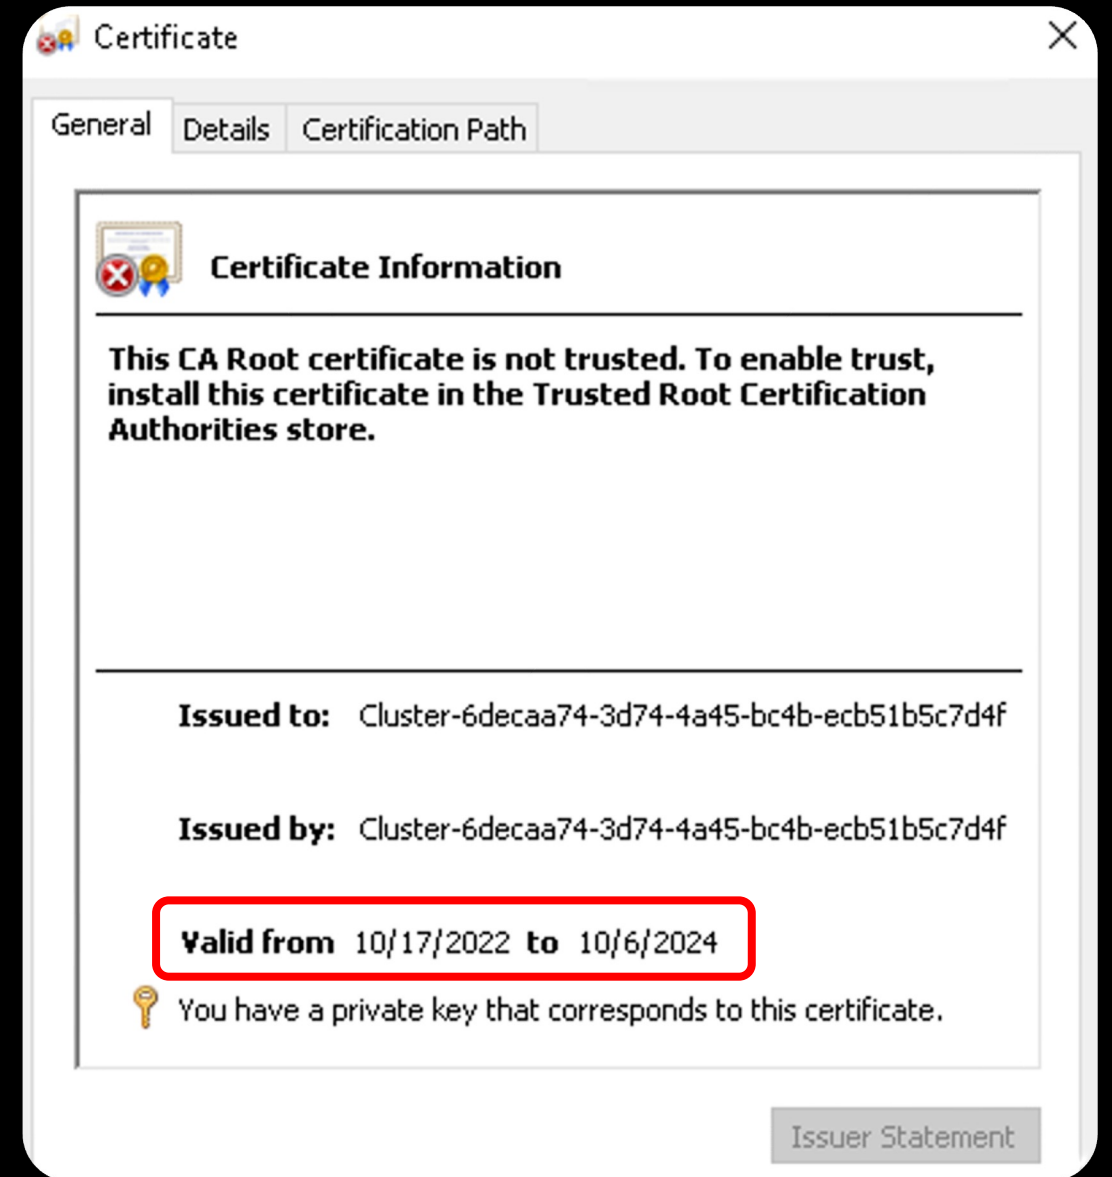 Certificate
General Details Certification Path
Certificate Information
This CA Root certificate is not trusted. To enable trust,
install this certificate in the Trusted Root Certification
Authorities store.
Issued to: Cluster-6decaa74-3d74-4a45-bc4b-ecb51b5c7d4f
Issued by: Cluster-6decaa74-3d74-4a45-bc4b-ecb51b5c7d4f
Valid from 10/17/2022 to 10/6/2024
You have a private key that corresponds to this certificate.
Issuer Statement